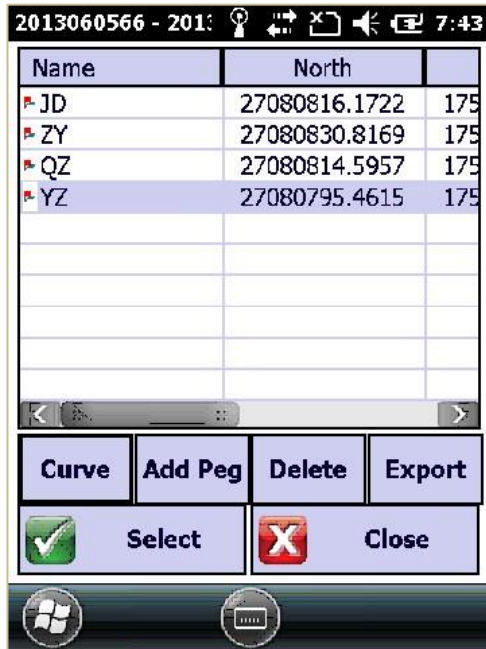 2013060566 - 201 7:43
Name North
JD 27080816.1722 175
ZY 27080830.8169 175
QZ 27080814.5957 175
YZ 27080795.4615 175
Curve Add Peg Delete Export
Select Close